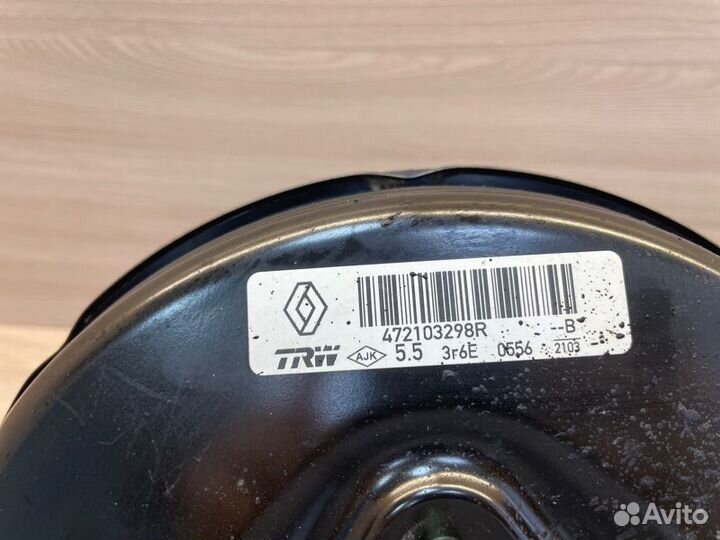 472103298R --B
TRW AJK 5.5 3r6E 0556 2103
Avito